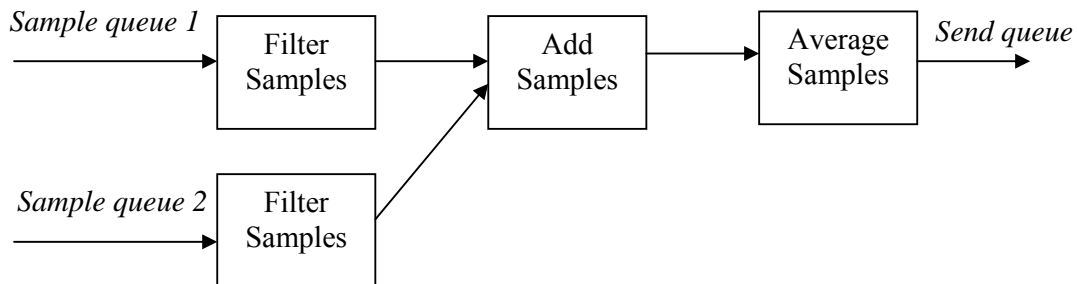 Sample queue 1
Filter
Samples
Add
Samples
Average
Samples
Send queue
Sample queue 2
Filter
Samples